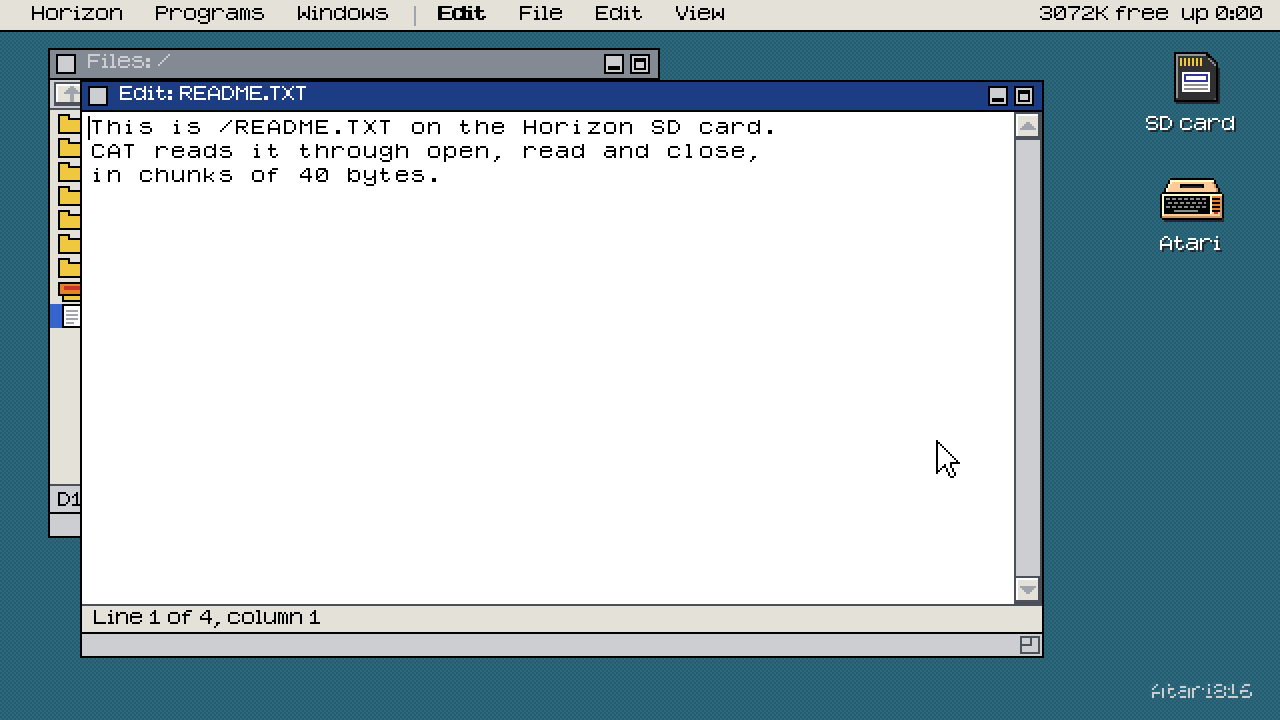 Horizon Programs Windows | Edit File Edit View 3072K free up 0:00
Files: /
Edit: README.TXT
This is /README.TXT on the Horizon SD card.
CAT reads it through open, read and close,
in chunks of 40 bytes.
SD card
Atari
D1
Line 1 of 4, column 1
Atari816